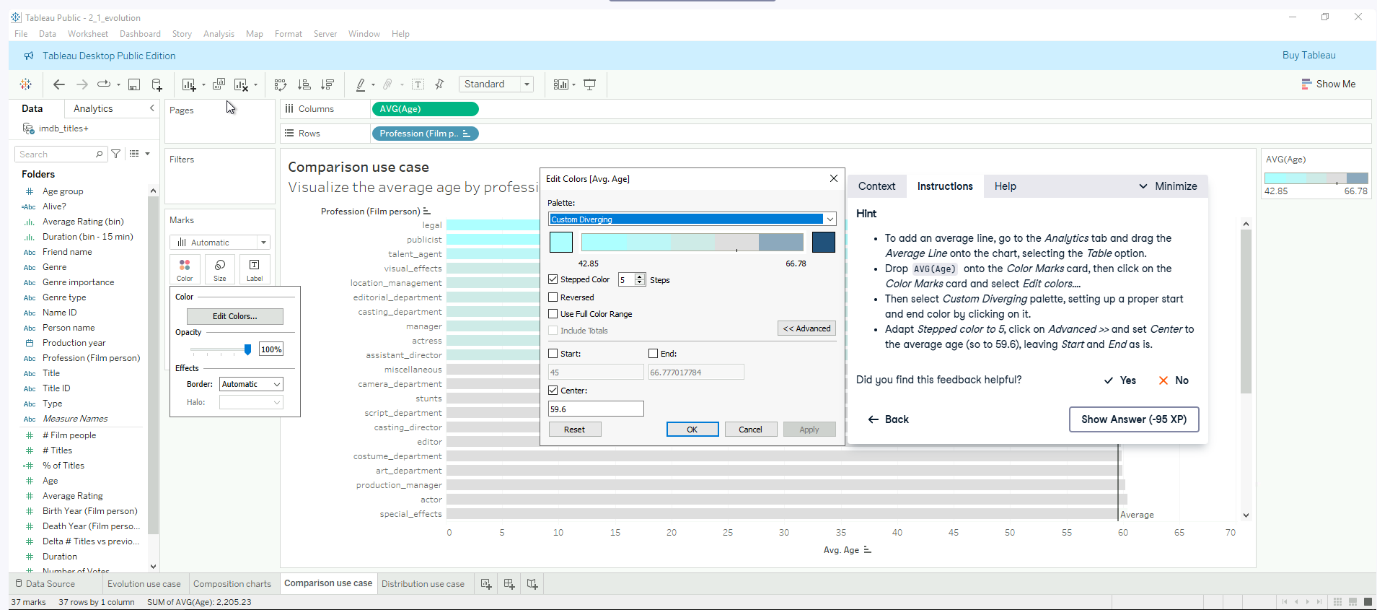 Tableau Public - 2_1_evolution
File Data Worksheet Dashboard Story Analysis Map Format Server Window Help
Tableau Desktop Public Edition
Buy Tableau
Standard
Show Me
Data Analytics
imdb_titles+
Search
Folders
Age group
Abc Alive?
Average Rating (bin)
Duration (bin - 15 min)
Abc Friend name
Abc Genre
Abc Genre importance
Abc Genre type
Abc Name ID
Abc Person name
Production year
Abc Profession (Film person)
Abc Title
Abc Title ID
Abc Type
Abc Measure Names
# Film people
# Titles
% of Titles
Age
Average Rating
Birth Year (Film person)
Death Year (Film perso...
Delta # Titles vs previo...
Duration
Number of Votes
Pages
Filters
Marks
Automatic
Color Size Label
Color
Edit Colors...
Opacity
100%
Effects
Border: Automatic
Halo:
Columns AVG(Age)
Rows Profession (Film p..
Comparison use case
Visualize the average age by professi
Profession (Film person)
legal
publicist
talent_agent
visual_effects
location_management
editorial_department
casting_department
manager
actress
assistant_director
miscellaneous
camera_department
stunts
script_department
casting_director
editor
costume_department
art_department
production_manager
actor
special_effects
Average
0 5 10 15 20 25 30 35 40 45 50 55 60 65 70
Avg. Age
Edit Colors [Avg. Age]
Palette:
Custom Diverging
42.85 66.78
Stepped Color 5 Steps
Reversed
Use Full Color Range
Include Totals
<< Advanced
Start: End:
45 66.777017784
Center:
59.6
Reset OK Cancel Apply
Context Instructions Help Minimize
Hint
• To add an average line, go to the Analytics tab and drag the
Average Line onto the chart, selecting the Table option.
• Drop AVG(Age) onto the Color Marks card, then click on the
Color Marks card and select Edit colors....
• Then select Custom Diverging palette, setting up a proper start
and end color by clicking on it.
• Adapt Stepped color to 5, click on Advanced >> and set Center to
the average age (so to 59.6), leaving Start and End as is.
Did you find this feedback helpful? Yes No
Back Show Answer (-95 XP)
AVG(Age)
42.85 66.78
Data Source Evolution use case Composition charts Comparison use case Distribution use case
37 marks 37 rows by 1 column SUM of AVG(Age): 2,205.23